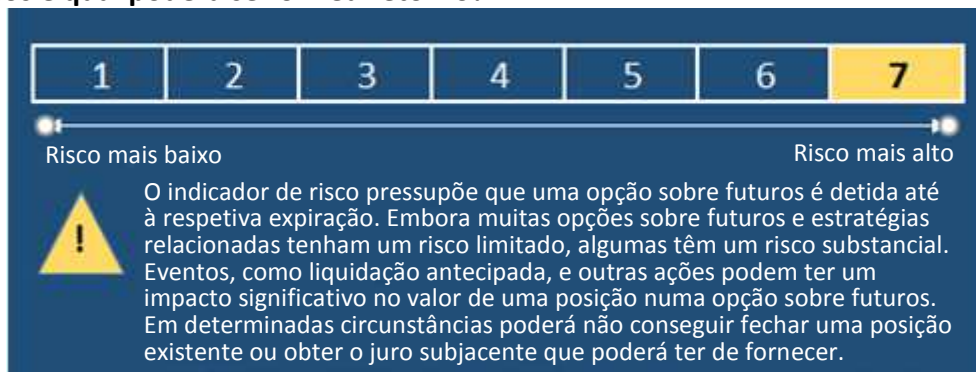 1 2 3 4 5 6 7
Risco mais baixo Risco mais alto
!
O indicador de risco pressupõe que uma opção sobre futuros é detida até
à respetiva expiração. Embora muitas opções sobre futuros e estratégias
relacionadas tenham um risco limitado, algumas têm um risco substancial.
Eventos, como liquidação antecipada, e outras ações podem ter um
impacto significativo no valor de uma posição numa opção sobre futuros.
Em determinadas circunstâncias poderá não conseguir fechar uma posição
existente ou obter o juro subjacente que poderá ter de fornecer.